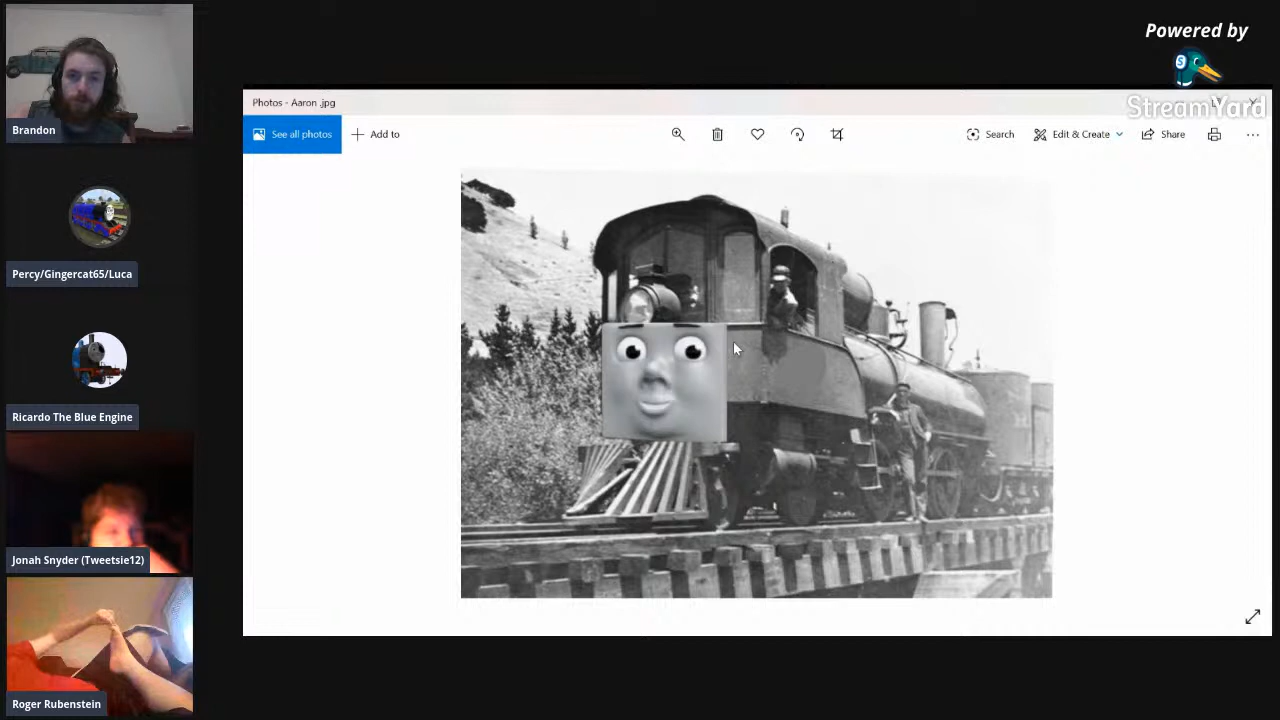 Powered by
StreamYard
Photos - Aaron .jpg
See all photos
Add to
Search
Edit & Create
Share
Brandon
Percy/Gingercat65/Luca
Ricardo The Blue Engine
Jonah Snyder (Tweetsie12)
Roger Rubenstein